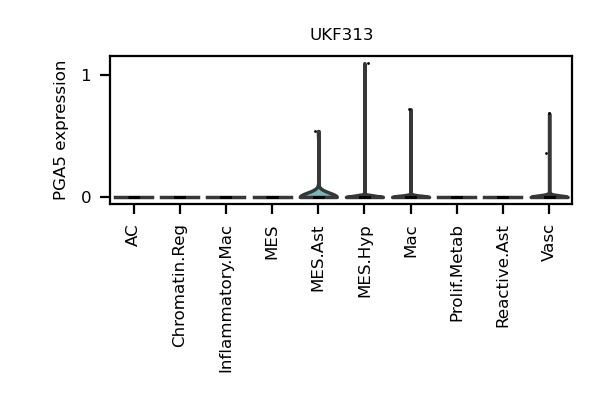 UKF313
PGA5 expression
1
0
AC
Chromatin.Reg
Inflammatory.Mac
MES
MES.Ast
MES.Hyp
Mac
Prolif.Metab
Reactive.Ast
Vasc